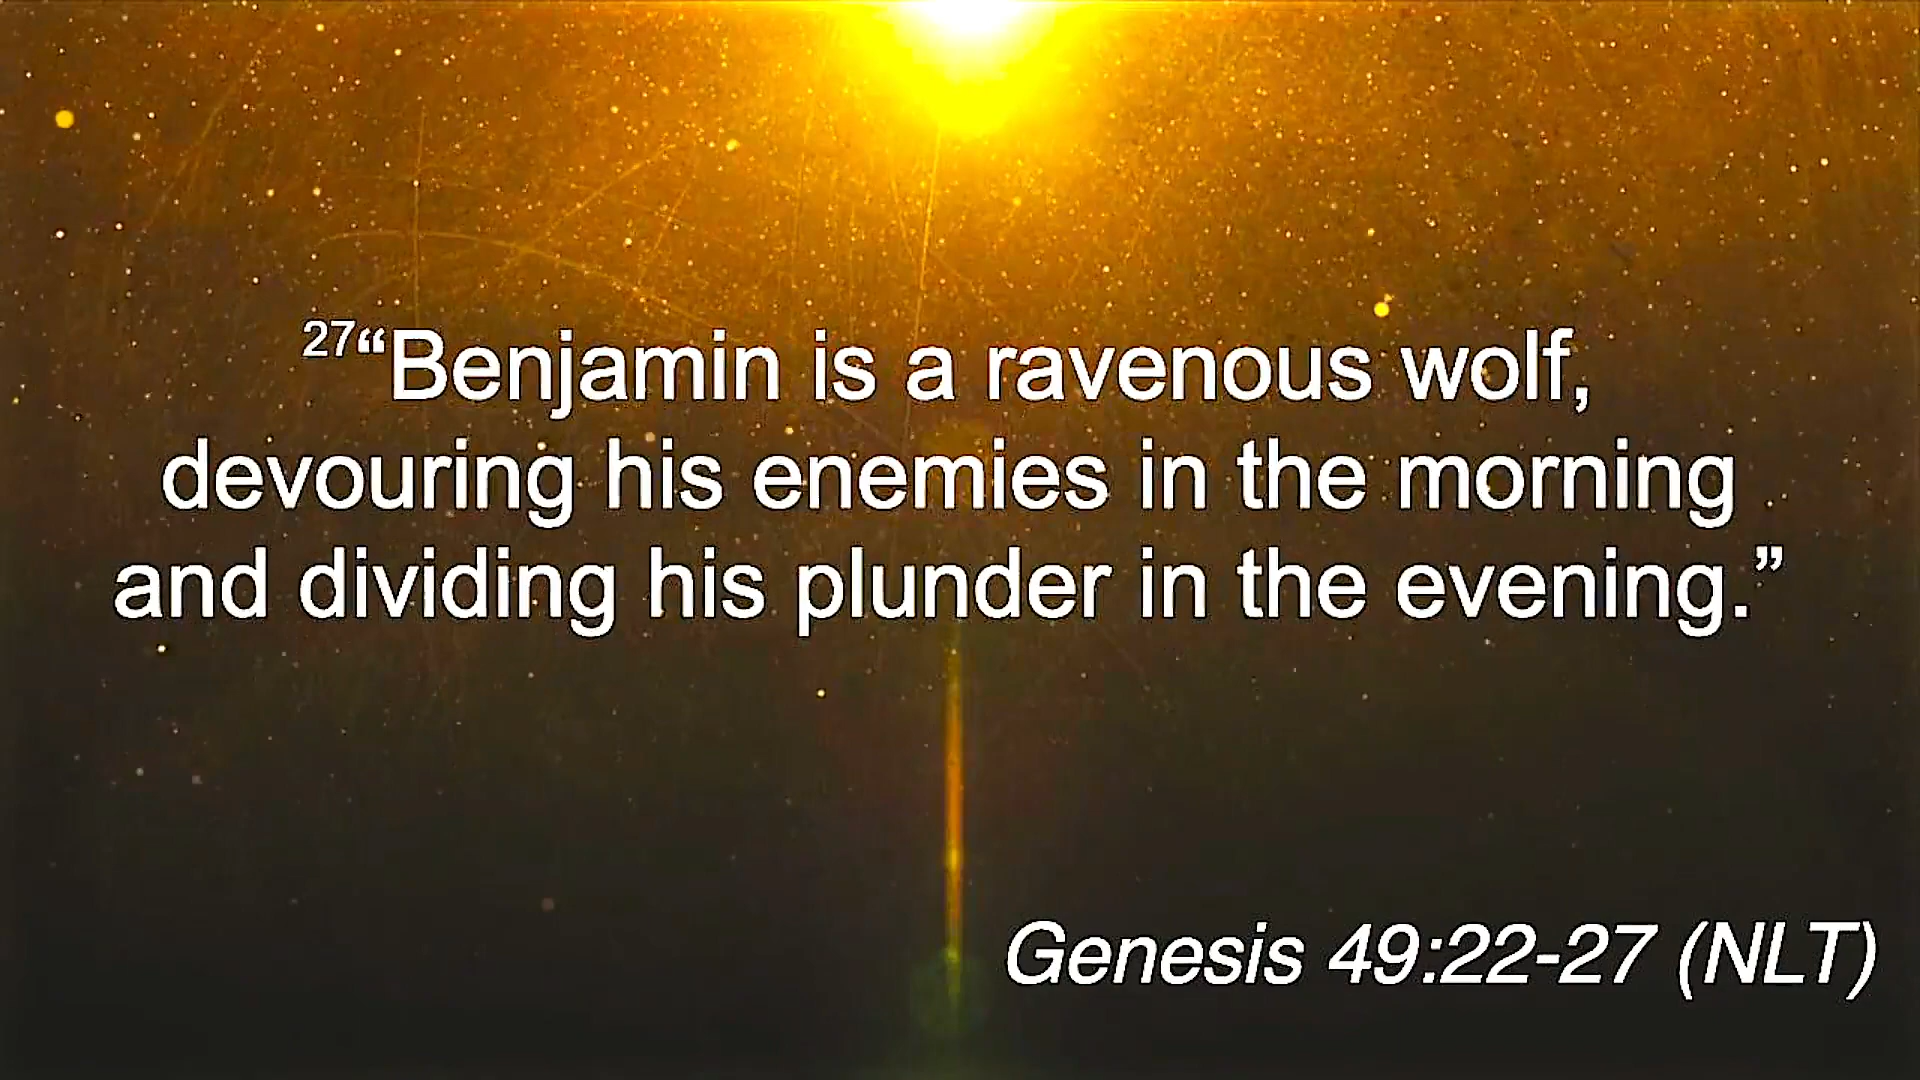 27“Benjamin is a ravenous wolf,
devouring his enemies in the morning
and dividing his plunder in the evening.”
Genesis 49:22-27 (NLT)